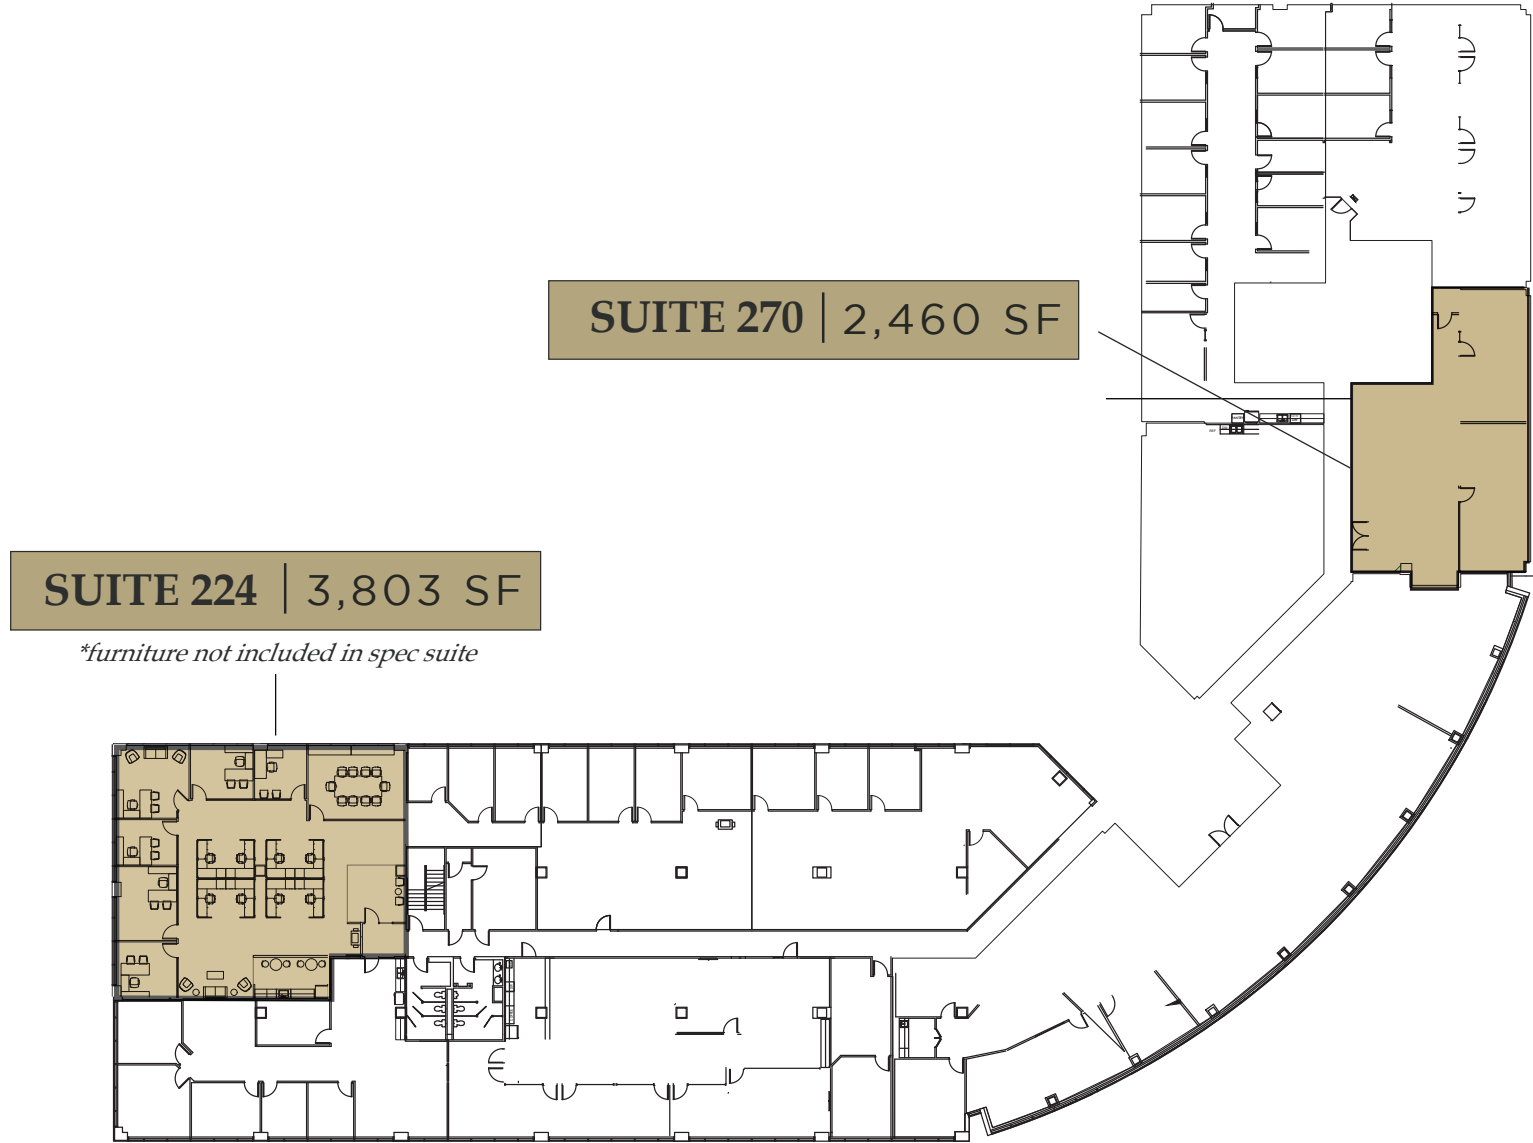 SUITE 270 | 2,460 SF
SUITE 224 | 3,803 SF
*furniture not included in spec suite